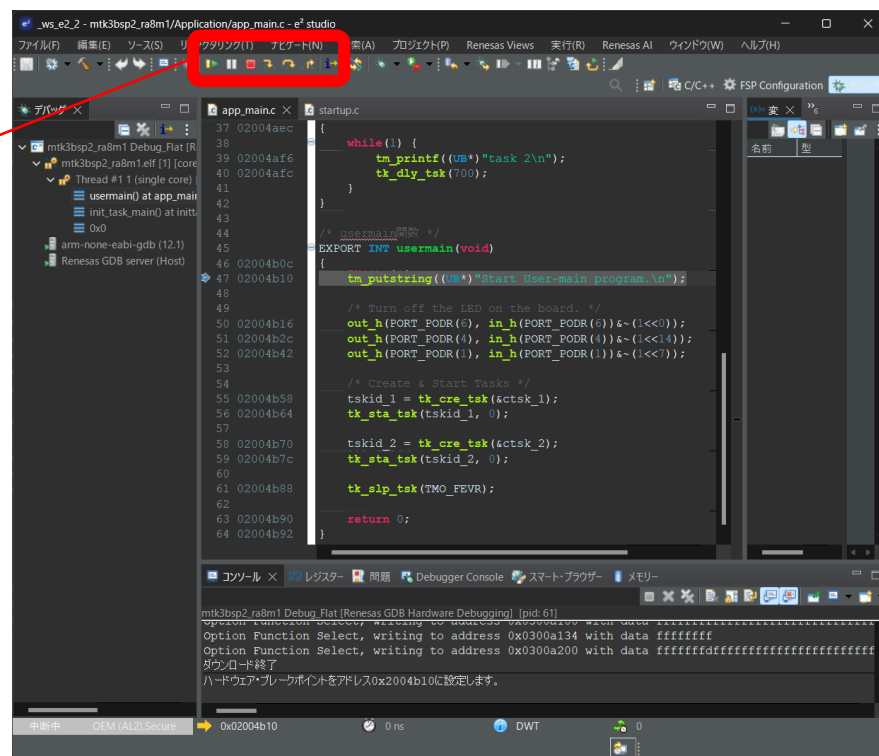 _ws_e2_2 - mtk3bsp2_ra8m1/Application/app_main.c - e² studio
ファイル(F) 編集(E) ソース(S) クタリング(T) ナビゲート(N) 索(A) プロジェクト(P) Renesas Views 実行(R) Renesas AI ウィンドウ(W) ヘルプ(H)
C/C++ FSP Configuration
デバッグ
mtk3bsp2_ra8m1 Debug_Flat [R
mtk3bsp2_ra8m1.elf [1] [core
Thread #1 1 (single core)
usermain() at app_mair
init_task_main() at initt
0x0
arm-none-eabi-gdb (12.1)
Renesas GDB server (Host)
app_main.c startup.c
37 02004aec {
38 while(1) {
39 02004af6 tm_printf((UB*)"task 2\n");
40 02004afc tk_dly_tsk(700);
41 }
42 }
43
44 /* usermain関数 */
45 EXPORT INT usermain(void)
46 02004b0c {
47 02004b10 tm_putstring((UB*)"Start User-main program.\n");
48
49 /* Turn off the LED on the board. */
50 02004b16 out_h(PORT_PODR(6), in_h(PORT_PODR(6))&~(1<<0));
51 02004b2c out_h(PORT_PODR(4), in_h(PORT_PODR(4))&~(1<<14));
52 02004b42 out_h(PORT_PODR(1), in_h(PORT_PODR(1))&~(1<<7));
53
54 /* Create & Start Tasks */
55 02004b58 tskid_1 = tk_cre_tsk(&ctsk_1);
56 02004b64 tk_sta_tsk(tskid_1, 0);
57
58 02004b70 tskid_2 = tk_cre_tsk(&ctsk_2);
59 02004b7c tk_sta_tsk(tskid_2, 0);
60
61 02004b88 tk_slp_tsk(TMO_FEVR);
62
63 02004b90 return 0;
64 02004b92 }
(x)= 変 »6
名前 型
コンソール レジスター 問題 Debugger Console スマート・ブラウザー メモリー
mtk3bsp2_ra8m1 Debug_Flat [Renesas GDB Hardware Debugging] [pid: 61]
Option Function Select, writing to address 0x0300a134 with data ffffffff
Option Function Select, writing to address 0x0300a200 with data
ダウンロード終了
ハードウェア・ブレークポイントをアドレス0x2004b10に設定します。
中断中 OEM (AL2),Secure 0x02004b10 0 ns DWT 0